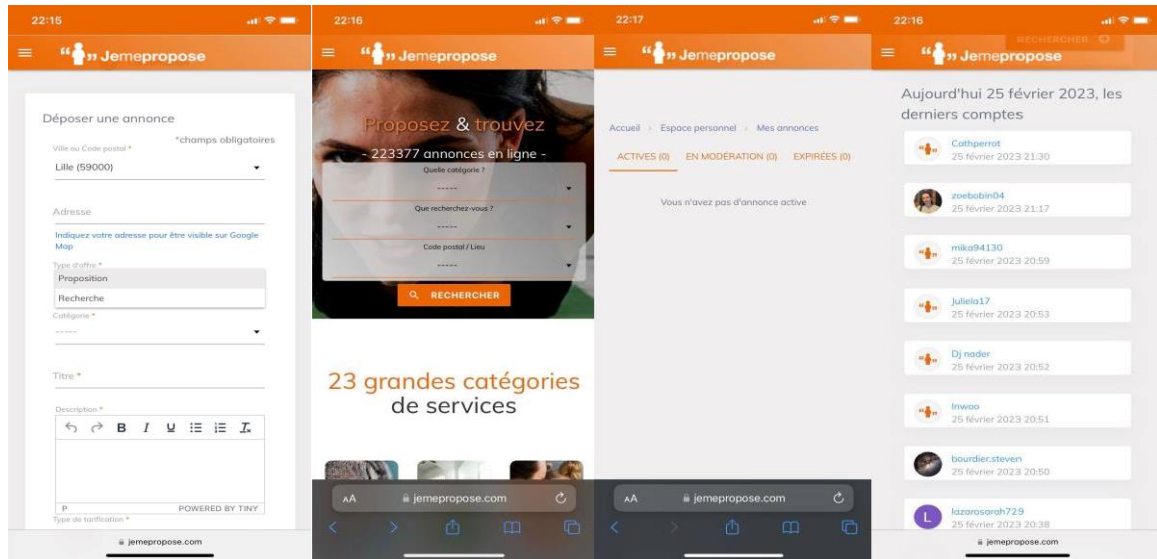 22:15
Jemepropose
Déposer une annonce
*champs obligatoires
Ville ou Code postal *
Lille (59000)
Adresse
Indiquez votre adresse pour être visible sur Google
Map
Type d'offre *
Proposition
Recherche
Catégorie *
-----
Titre *
Description *
B I U
P POWERED BY TINY
Type de tarification *
jemepropose.com
22:16
Jemepropose
Proposez & trouvez
- 223377 annonces en ligne -
Quelle catégorie ?
-----
Que recherchez-vous ?
-----
Code postal / Lieu
-----
RECHERCHER
23 grandes catégories
de services
AA jemepropose.com
22:17
Jemepropose
Accueil > Espace personnel > Mes annonces
ACTIVES (0) EN MODÉRATION (0) EXPIRÉES (0)
Vous n'avez pas d'annonce active
AA jemepropose.com
22:16
RECHERCHER
Jemepropose
Aujourd'hui 25 février 2023, les
derniers comptes
Cathperrot
25 février 2023 21:30
zoebobin04
25 février 2023 21:17
mika94130
25 février 2023 20:59
Juliela17
25 février 2023 20:53
Dj nader
25 février 2023 20:52
Inwoo
25 février 2023 20:51
bourdier.steven
25 février 2023 20:50
L
lazarosarah729
25 février 2023 20:38
jemepropose.com